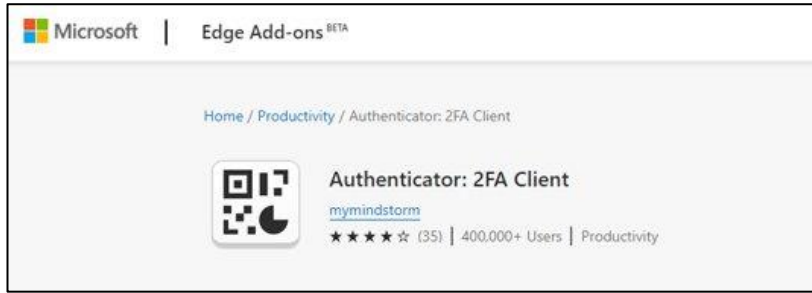 Microsoft | Edge Add-ons BETA
Home / Productivity / Authenticator: 2FA Client
Authenticator: 2FA Client
mymindstorm
★★★★☆ (35) | 400,000+ Users | Productivity